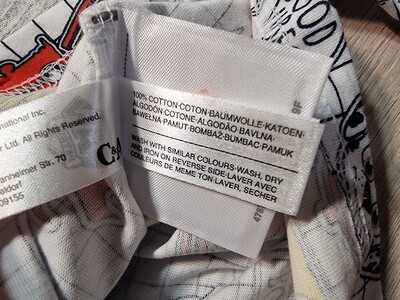 national Inc.
r Ltd. All Rights Reserved.
anheimer Str. 70
eldorf
09155
C&A
100% COTTON·COTON·BAUMWOLLE·KATOEN·
ALGODÓN·COTONE·ALGODÃO·BAVLNA·
BAWEŁNA·PAMUT·BOMBAŽ·BUMBAC·PAMUK
WASH WITH SIMILAR COLOURS-WASH, DRY
AND IRON ON REVERSE SIDE-LAVER AVEC
COULEURS DE MEME TON-LAVER, SECHER